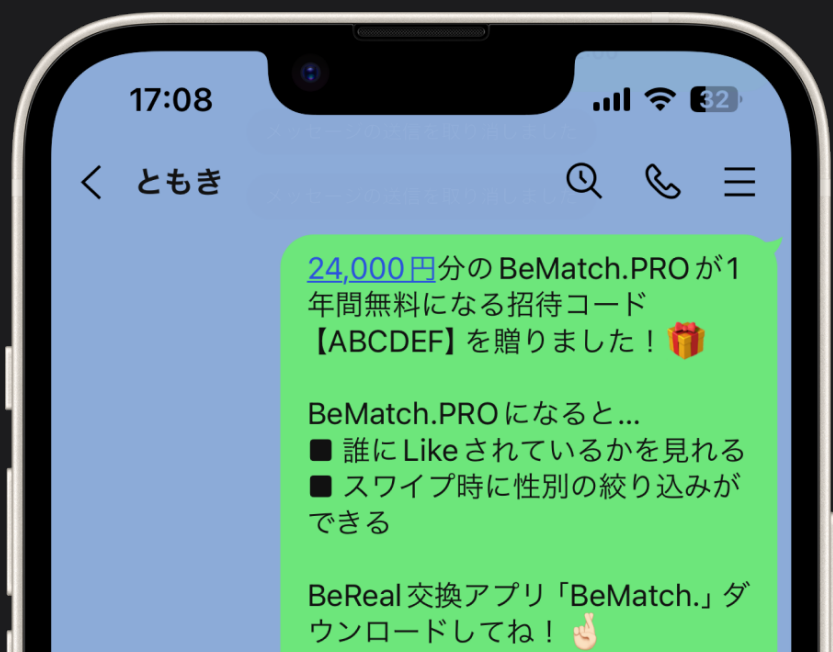 17:08
32
ともき
24,000円分のBeMatch.PROが1
年間無料になる招待コード
【ABCDEF】を贈りました！🎁
BeMatch.PROになると…
■ 誰にLikeされているかを見れる
■ スワイプ時に性別の絞り込みが
できる
BeReal交換アプリ「BeMatch.」ダ
ウンロードしてね！🤞🏻